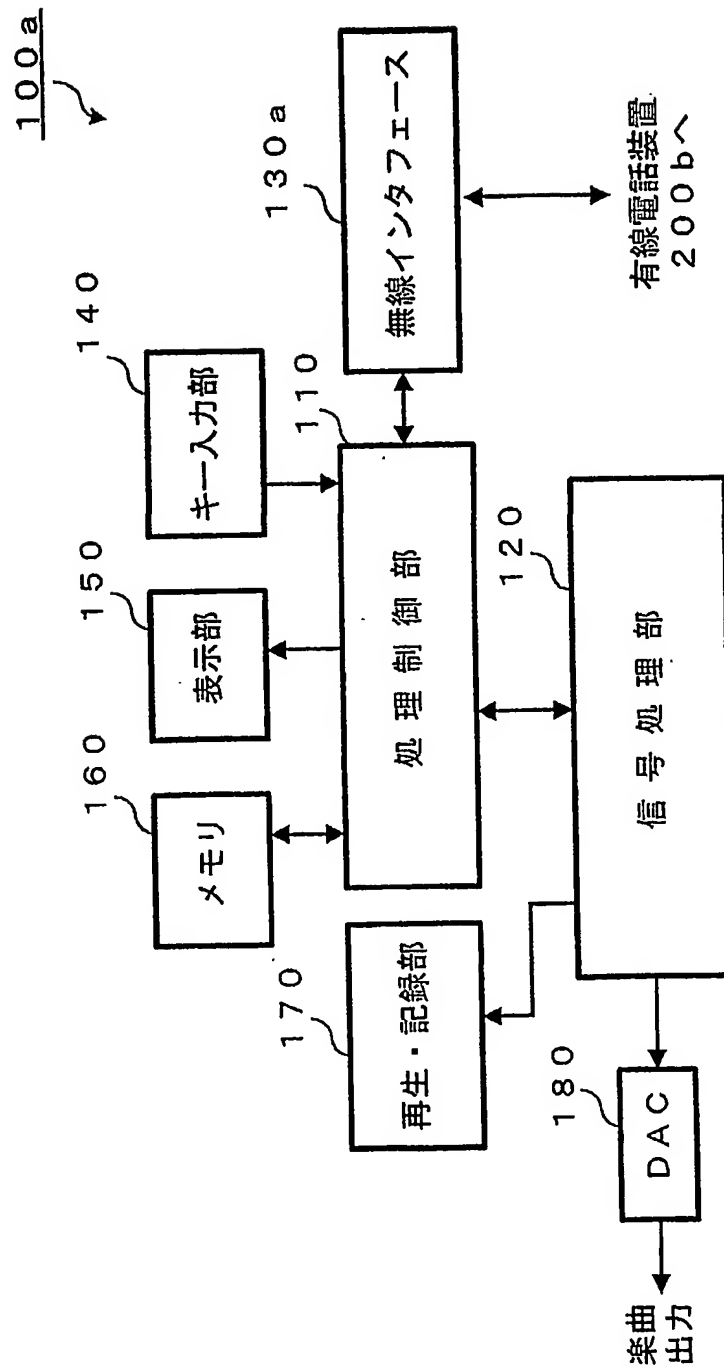 100a
160
メモリ
150
表示部
140
キー入力部
170
再生・記録部
110
処理制御部
130a
無線インタフェース
180
DAC
120
信号処理部
楽曲
出力
有線電話装置
200bへ